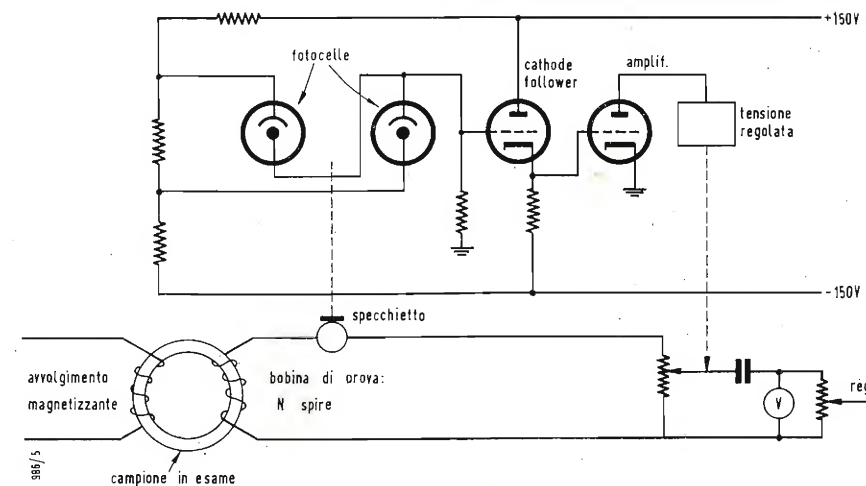 +150V
fotocelle
cathode
follower
amplif.
tensione
regolata
-150V
specchietto
avvolgimento
magnetizzante
bobina di orova:
N spire
V
reg
986/5
campione in esame